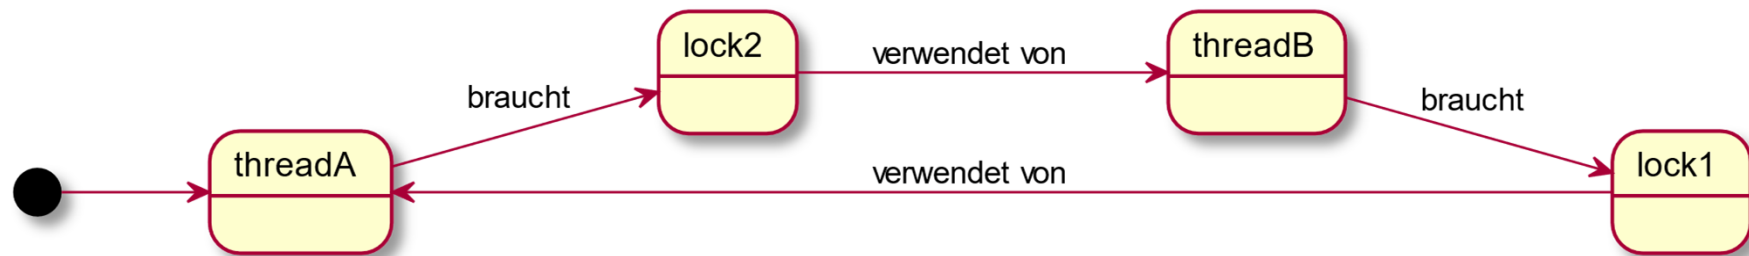 lock2
verwendet von
threadB
braucht
braucht
threadA
verwendet von
lock1